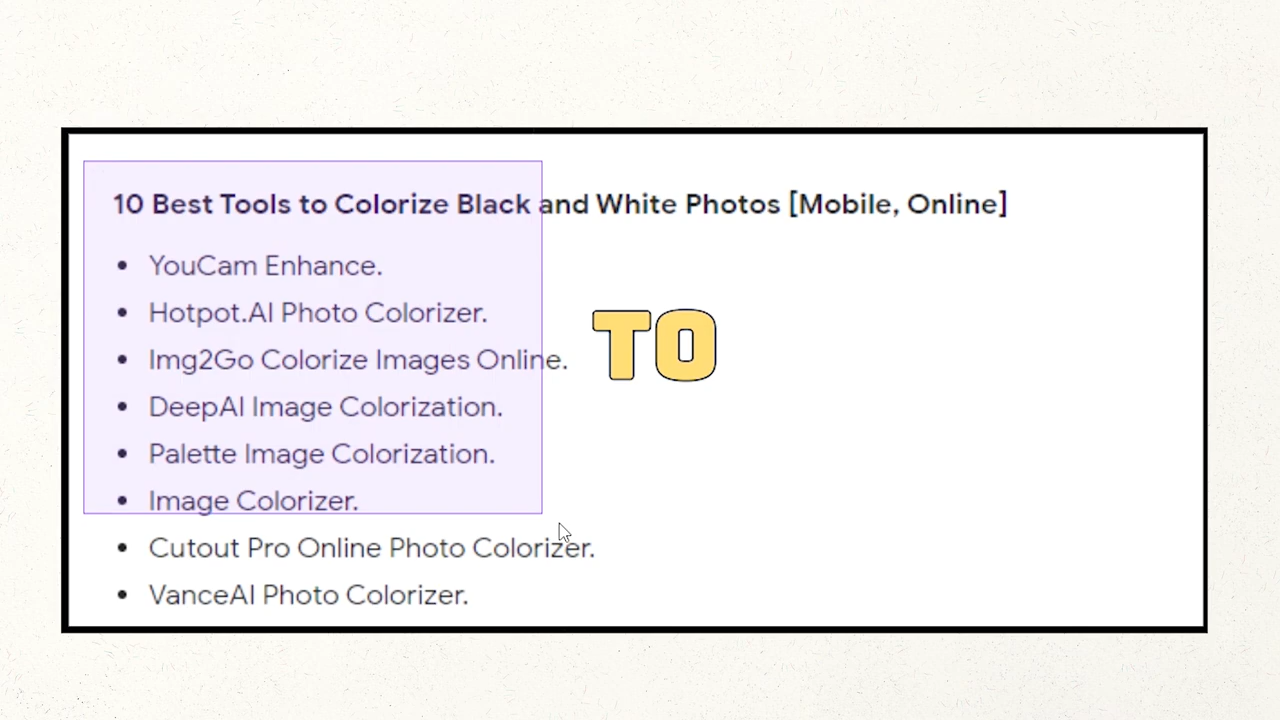 10 Best Tools to Colorize Black and White Photos [Mobile, Online]
• YouCam Enhance.
• Hotpot.AI Photo Colorizer.
• Img2Go Colorize Images Online.
TO
• DeepAI Image Colorization.
• Palette Image Colorization.
• Image Colorizer.
• Cutout Pro Online Photo Colorizer.
• VanceAI Photo Colorizer.